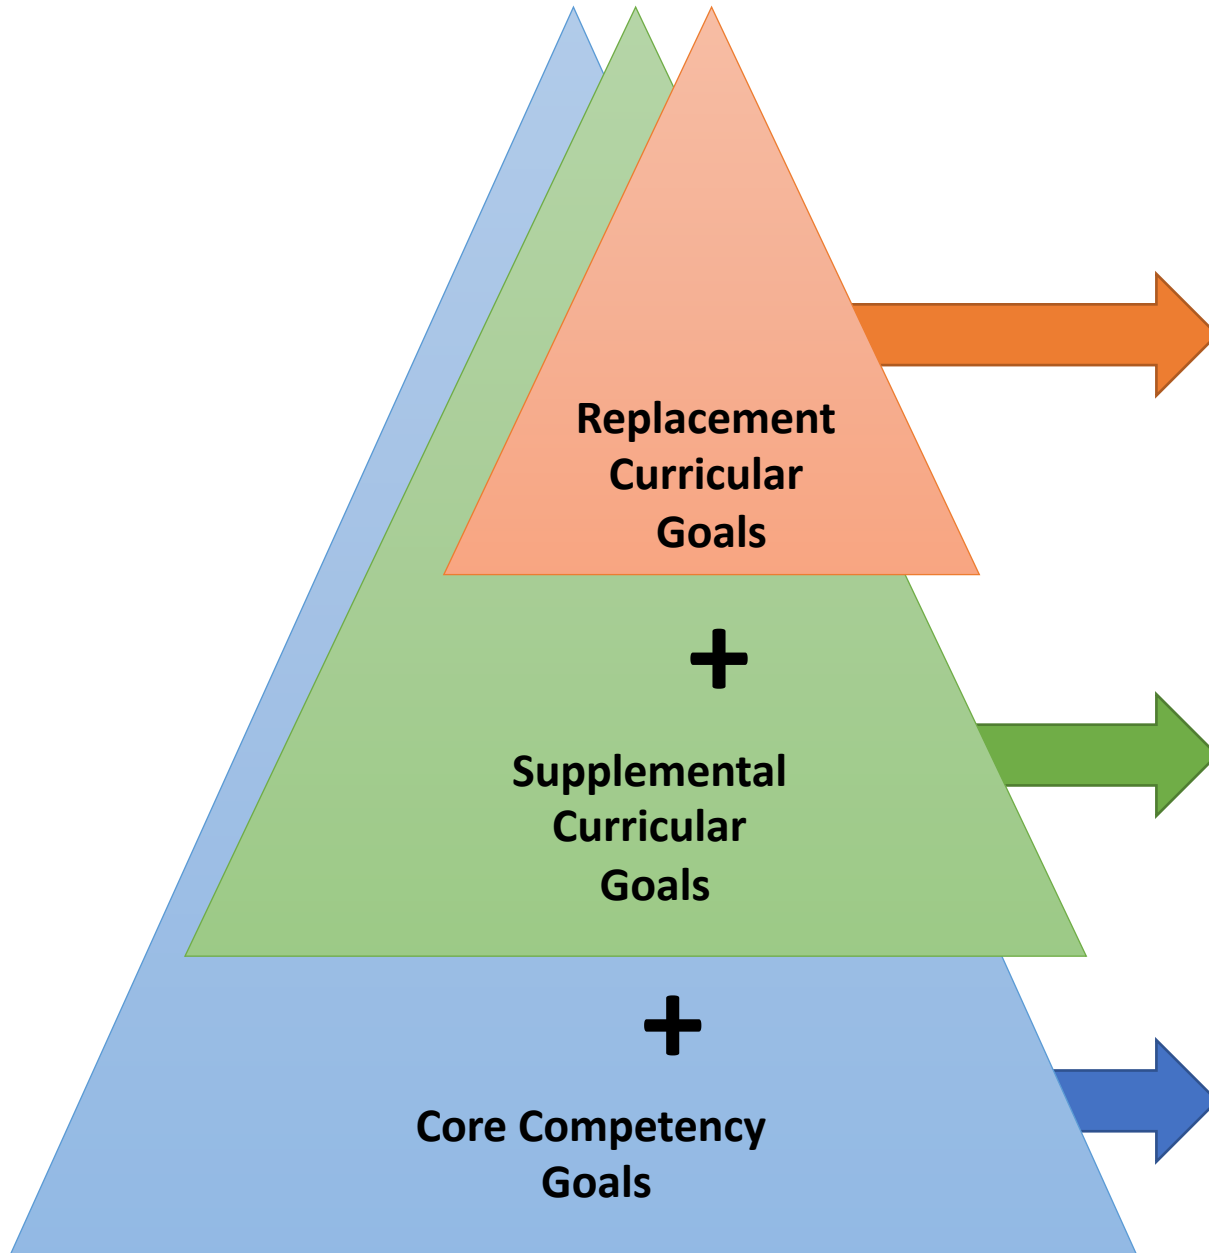 Replacement
Curricular
Goals
+
Supplemental
Curricular
Goals
+
Core Competency
Goals